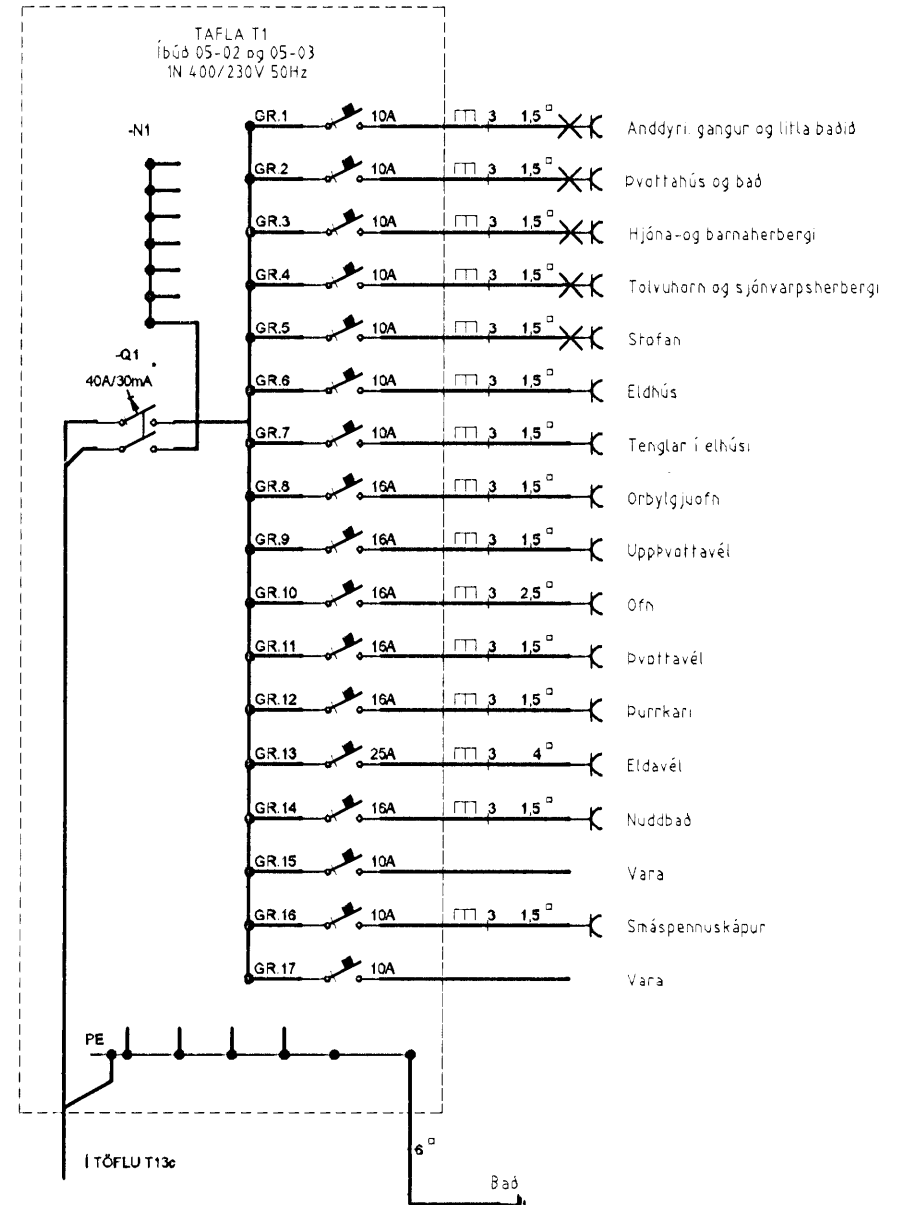 TAFLA T1
Íbúð 05-02 og 05-03
1N 400/230V 50Hz
-N1
-Q1
40A/30mA
GR.1 10A 3 1,5 Anddyri. gangur og litla baðið
GR.2 10A 3 1,5 Þvottahús og bað
GR.3 10A 3 1,5 Hjóna-og barnaherbergi
GR.4 10A 3 1,5 Tolvuhorn og sjónvarpsherbergi
GR.5 10A 3 1,5 Stofan
GR.6 10A 3 1,5 Eldhús
GR.7 10A 3 1,5 Tenglar í elhúsi
GR.8 16A 3 1,5 Orbylgjuofn
GR.9 16A 3 1,5 UppÞvottavél
GR.10 16A 3 2,5 Ofn
GR.11 16A 3 1,5 Þvottavél
GR.12 16A 3 1,5 Þurrkari
GR.13 25A 3 4 Eldavél
GR.14 16A 3 1,5 Nuddbað
GR.15 10A Vara
GR.16 10A 3 1,5 Smáspennuskápur
GR.17 10A Vara
PE
Í TÖFLU T13c
6
Bað